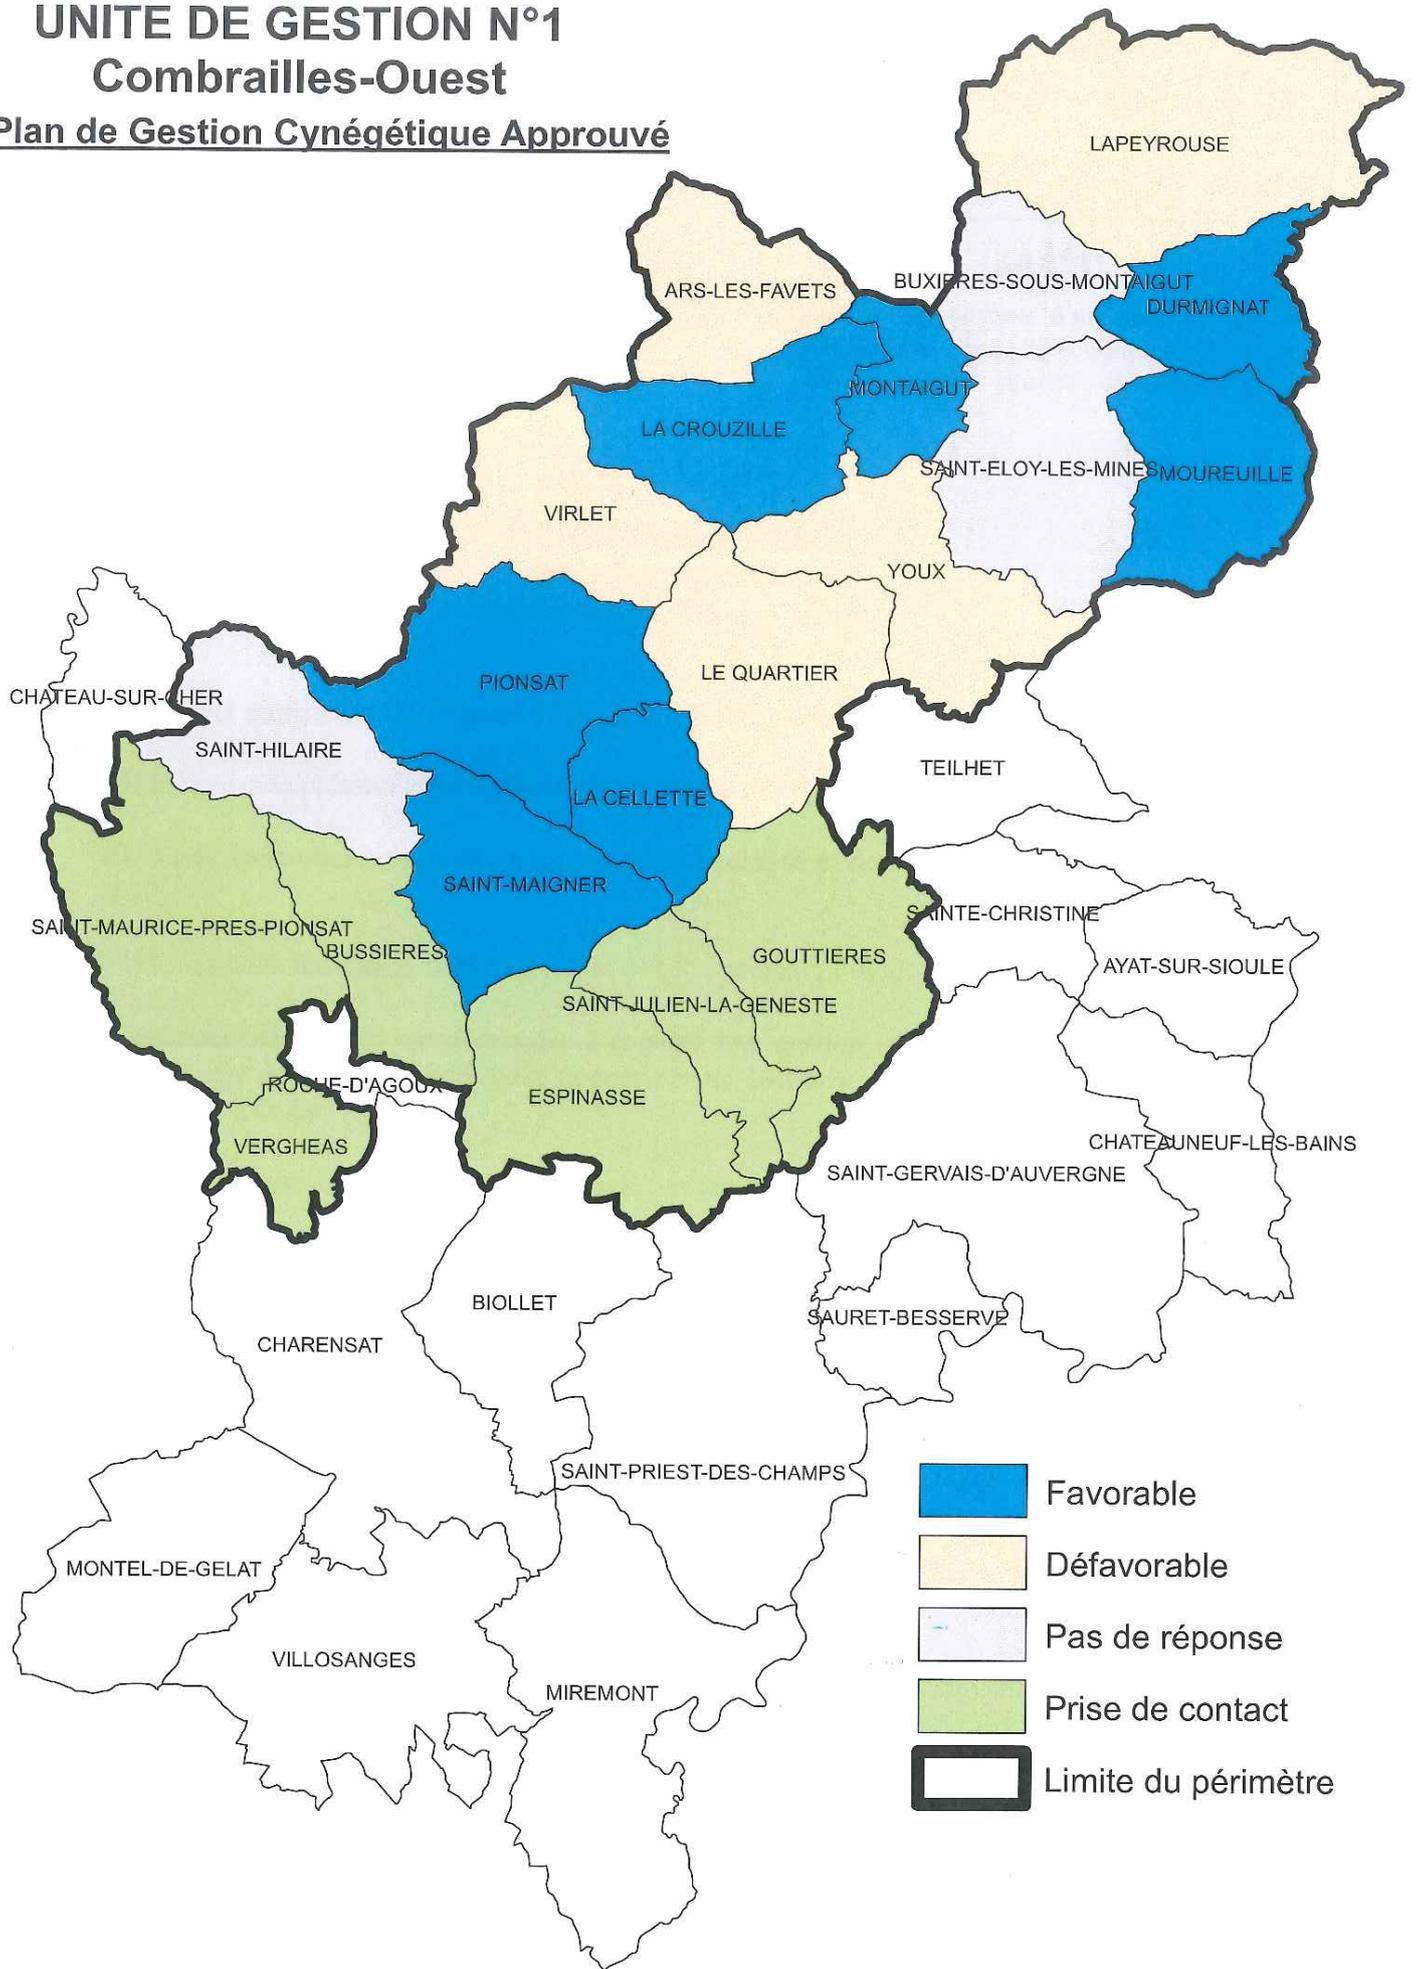 UNITE DE GESTION N°1
Combrailles-Ouest
Plan de Gestion Cynégétique Approuvé
LAPEYROUSE
ARS-LES-FAVETS
BUXIERES-SOUS-MONTAIGUT
DURMIGNAT
MONTAIGUT
LA CROUZILLE
SAINT-ELOY-LES-MINES
MOUREUILLE
VIRLET
YOUX
LE QUARTIER
PIONSAT
CHATEAU-SUR-CHER
SAINT-HILAIRE
TEILHET
LA CELLETTE
SAINT-MAIGNER
SAINTE-CHRISTINE
SAINT-MAURICE-PRES-PIONSAT
BUSSIERES
GOUTTIERES
AYAT-SUR-SIOULE
SAINT-JULIEN-LA-GENESTE
ROCHE-D'AGOUX
ESPINASSE
VERGHEAS
CHATEAUNEUF-LES-BAINS
SAINT-GERVAIS-D'AUVERGNE
BIOLLET
SAURET-BESSERVE
CHARENSAT
SAINT-PRIEST-DES-CHAMPS
MONTEL-DE-GELAT
VILLOSANGES
MIREMONT
Favorable
Défavorable
Pas de réponse
Prise de contact
Limite du périmètre